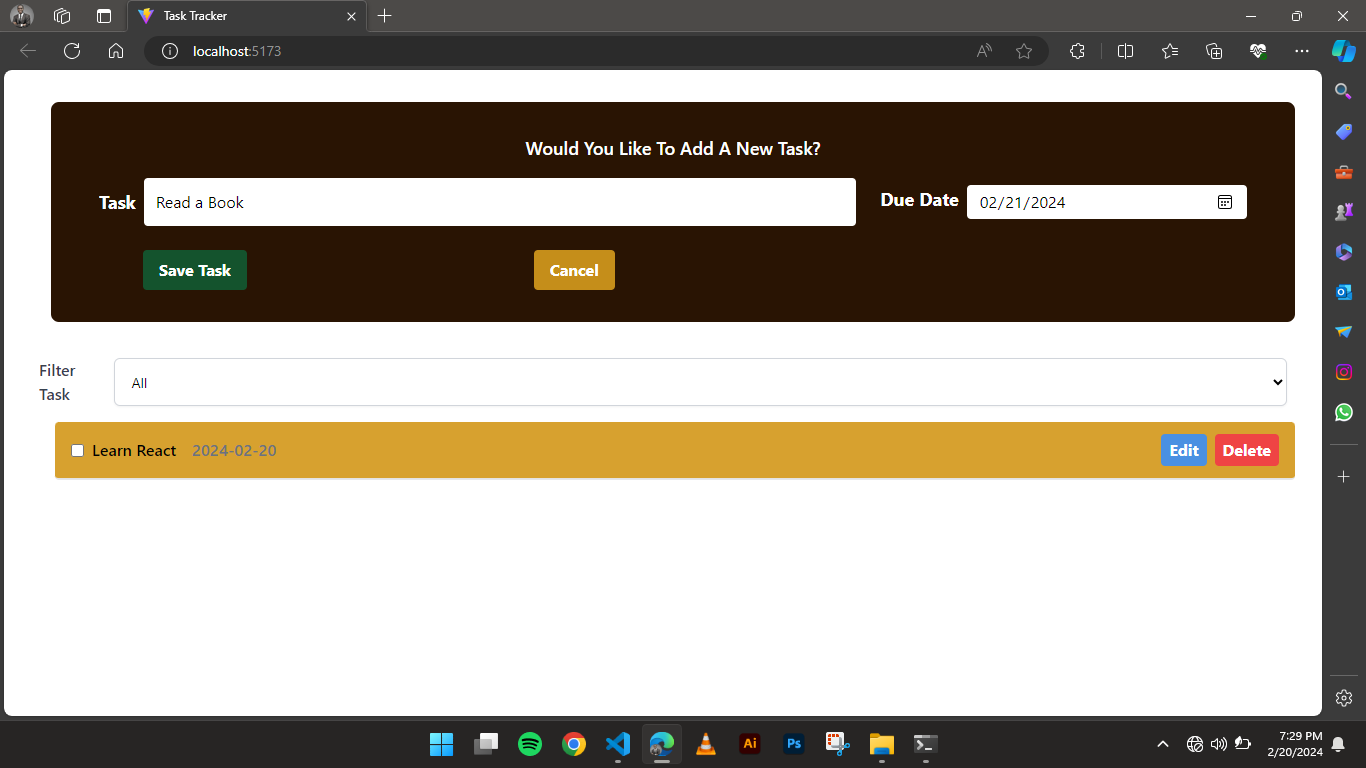 Task Tracker
localhost:5173
Would You Like To Add A New Task?
Task Read a Book Due Date 02/21/2024
Save Task Cancel
Filter
Task
All
Learn React 2024-02-20 Edit Delete
Ai Ps
7:29 PM
2/20/2024